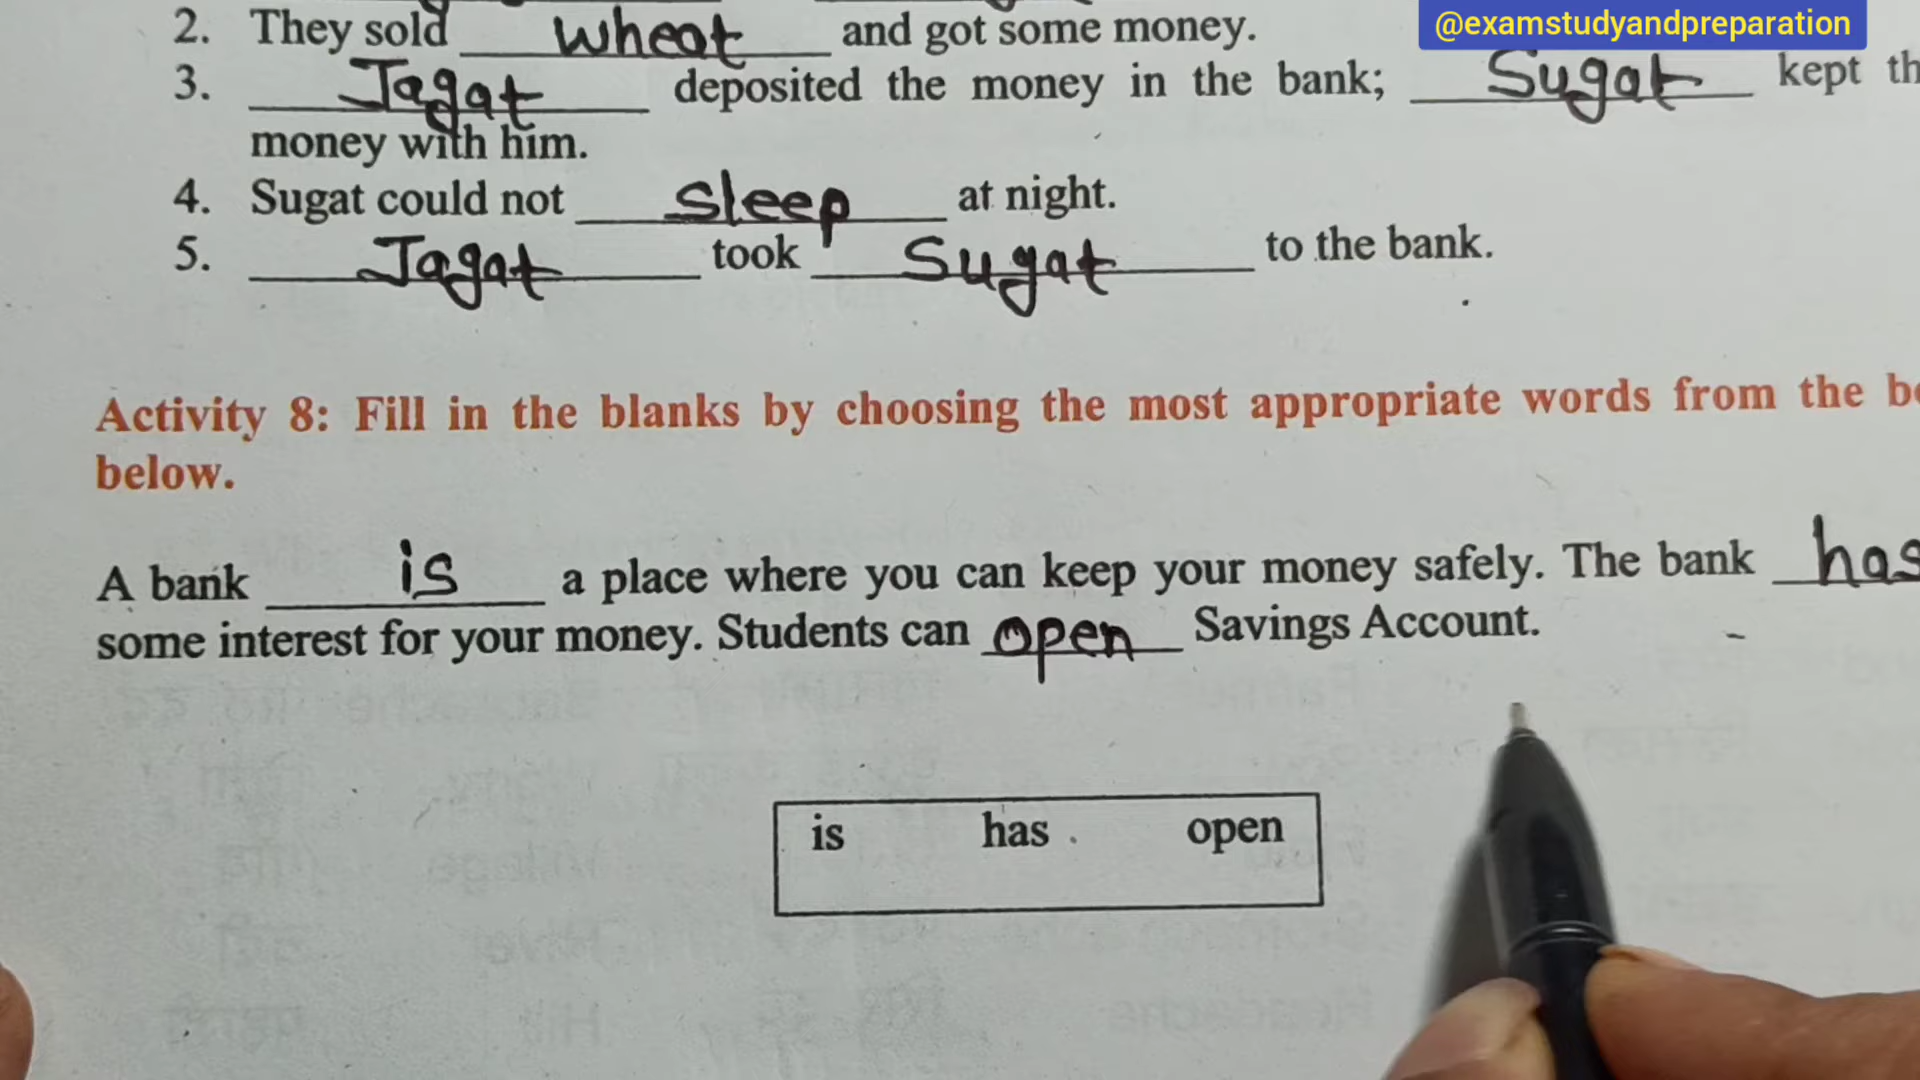 @examstudyandpreparation
2. They sold wheat and got some money.
3. Jagat deposited the money in the bank; Sugat kept
money with him.
4. Sugat could not sleep at night.
5. Jagat took Sugat to the bank.
Activity 8: Fill in the blanks by choosing the most appropriate words from the
below.
A bank is a place where you can keep your money safely. The bank has
some interest for your money. Students can open Savings Account.
is has open